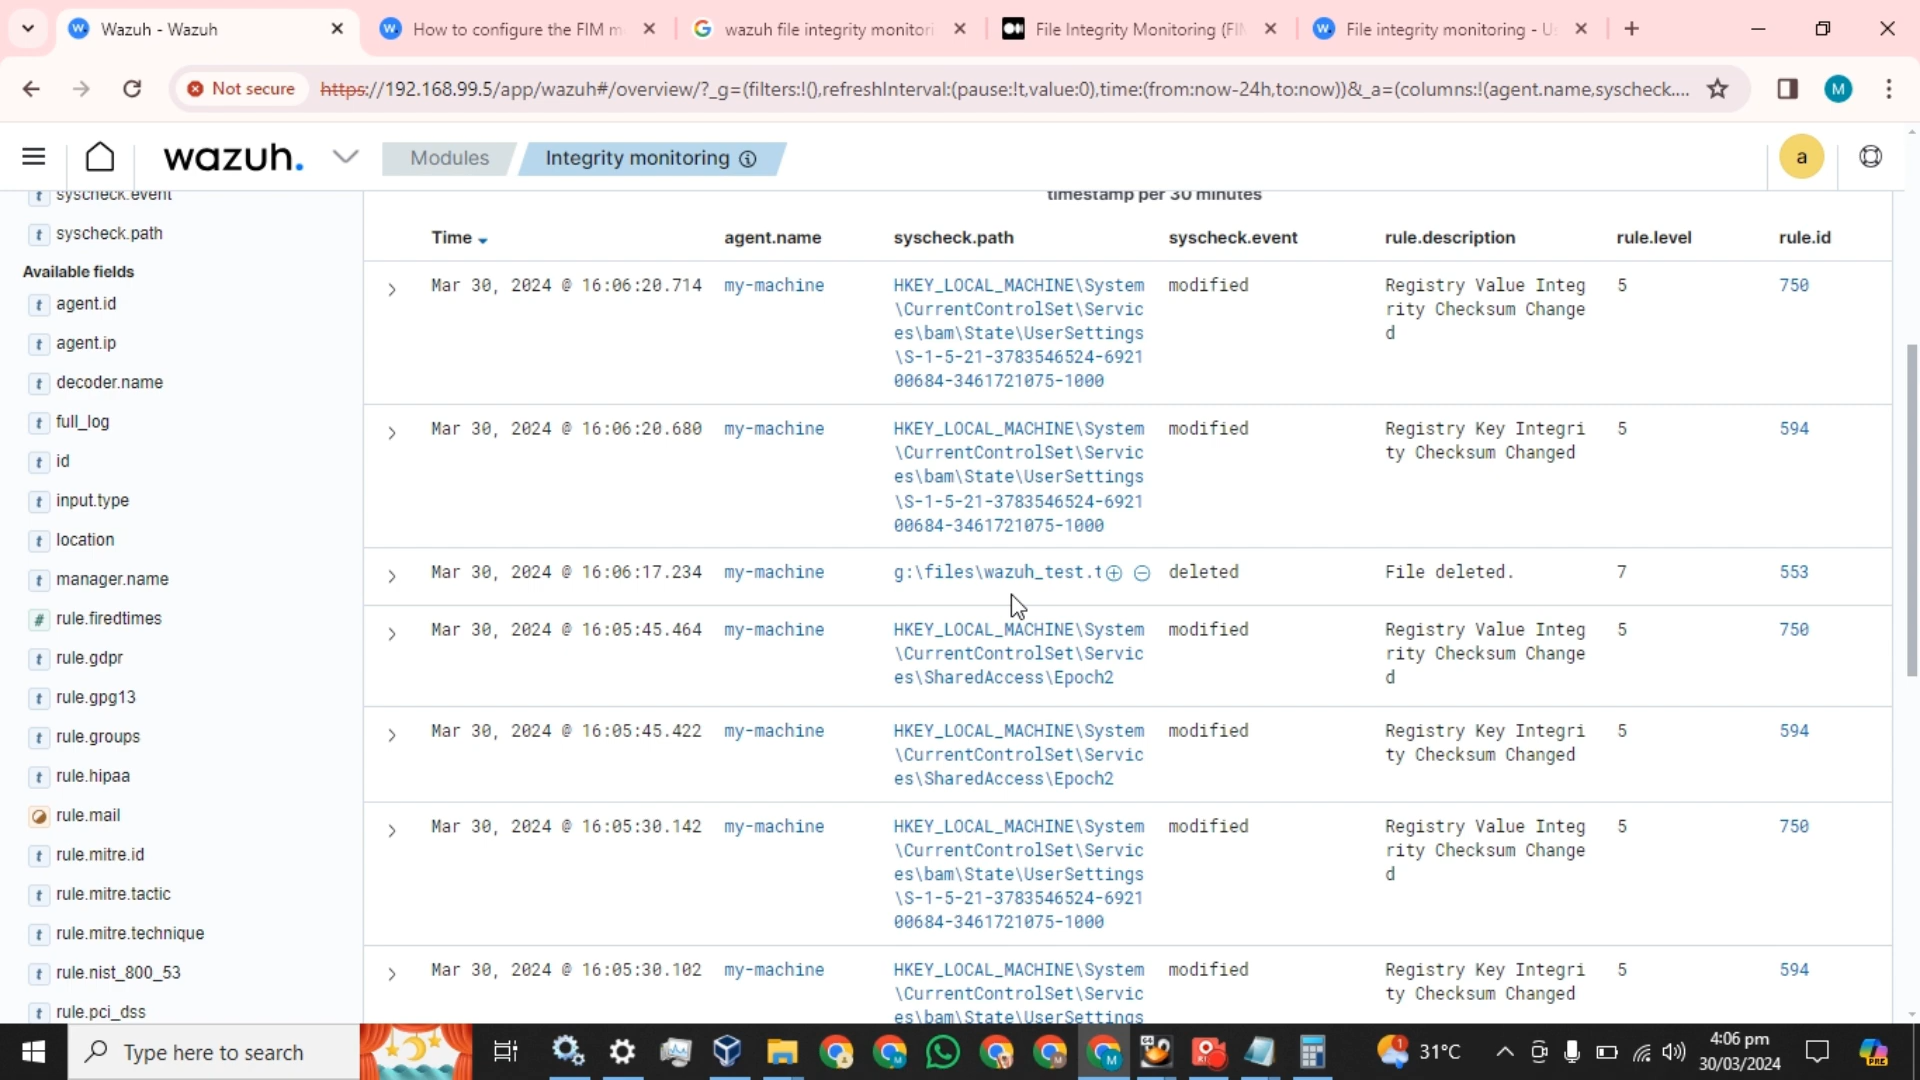 Wazuh - Wazuh
How to configure the FIM m
wazuh file integrity monitori
File Integrity Monitoring (FI
File integrity monitoring - U
Not secure
https://192.168.99.5/app/wazuh#/overview/?_g=(filters:!(),refreshInterval:(pause:!t,value:0),time:(from:now-24h,to:now))&_a=(columns:!(agent.name,syscheck....
M
wazuh.
Modules
Integrity monitoring
a
syscheck.event
timestamp per 30 minutes
t syscheck.path
Available fields
t agent.id
t agent.ip
t decoder.name
t full_log
t id
t input.type
t location
t manager.name
# rule.firedtimes
t rule.gdpr
t rule.gpg13
t rule.groups
t rule.hipaa
rule.mail
t rule.mitre.id
t rule.mitre.tactic
t rule.mitre.technique
t rule.nist_800_53
t rule.pci_dss
Time agent.name syscheck.path syscheck.event rule.description rule.level rule.id
Mar 30, 2024 @ 16:06:20.714 my-machine HKEY_LOCAL_MACHINE\System modified Registry Value Integ 5 750
\CurrentControlSet\Servic rity Checksum Change
es\bam\State\UserSettings d
\S-1-5-21-3783546524-6921
00684-3461721075-1000
Mar 30, 2024 @ 16:06:20.680 my-machine HKEY_LOCAL_MACHINE\System modified Registry Key Integri 5 594
\CurrentControlSet\Servic ty Checksum Changed
es\bam\State\UserSettings
\S-1-5-21-3783546524-6921
00684-3461721075-1000
Mar 30, 2024 @ 16:06:17.234 my-machine g:\files\wazuh_test.t deleted File deleted. 7 553
Mar 30, 2024 @ 16:05:45.464 my-machine HKEY_LOCAL_MACHINE\System modified Registry Value Integ 5 750
\CurrentControlSet\Servic rity Checksum Change
es\SharedAccess\Epoch2 d
Mar 30, 2024 @ 16:05:45.422 my-machine HKEY_LOCAL_MACHINE\System modified Registry Key Integri 5 594
\CurrentControlSet\Servic ty Checksum Changed
es\SharedAccess\Epoch2
Mar 30, 2024 @ 16:05:30.142 my-machine HKEY_LOCAL_MACHINE\System modified Registry Value Integ 5 750
\CurrentControlSet\Servic rity Checksum Change
es\bam\State\UserSettings d
\S-1-5-21-3783546524-6921
00684-3461721075-1000
Mar 30, 2024 @ 16:05:30.102 my-machine HKEY_LOCAL_MACHINE\System modified Registry Key Integri 5 594
\CurrentControlSet\Servic ty Checksum Changed
es\bam\State\UserSettings
Type here to search
31°C
4:06 pm
30/03/2024